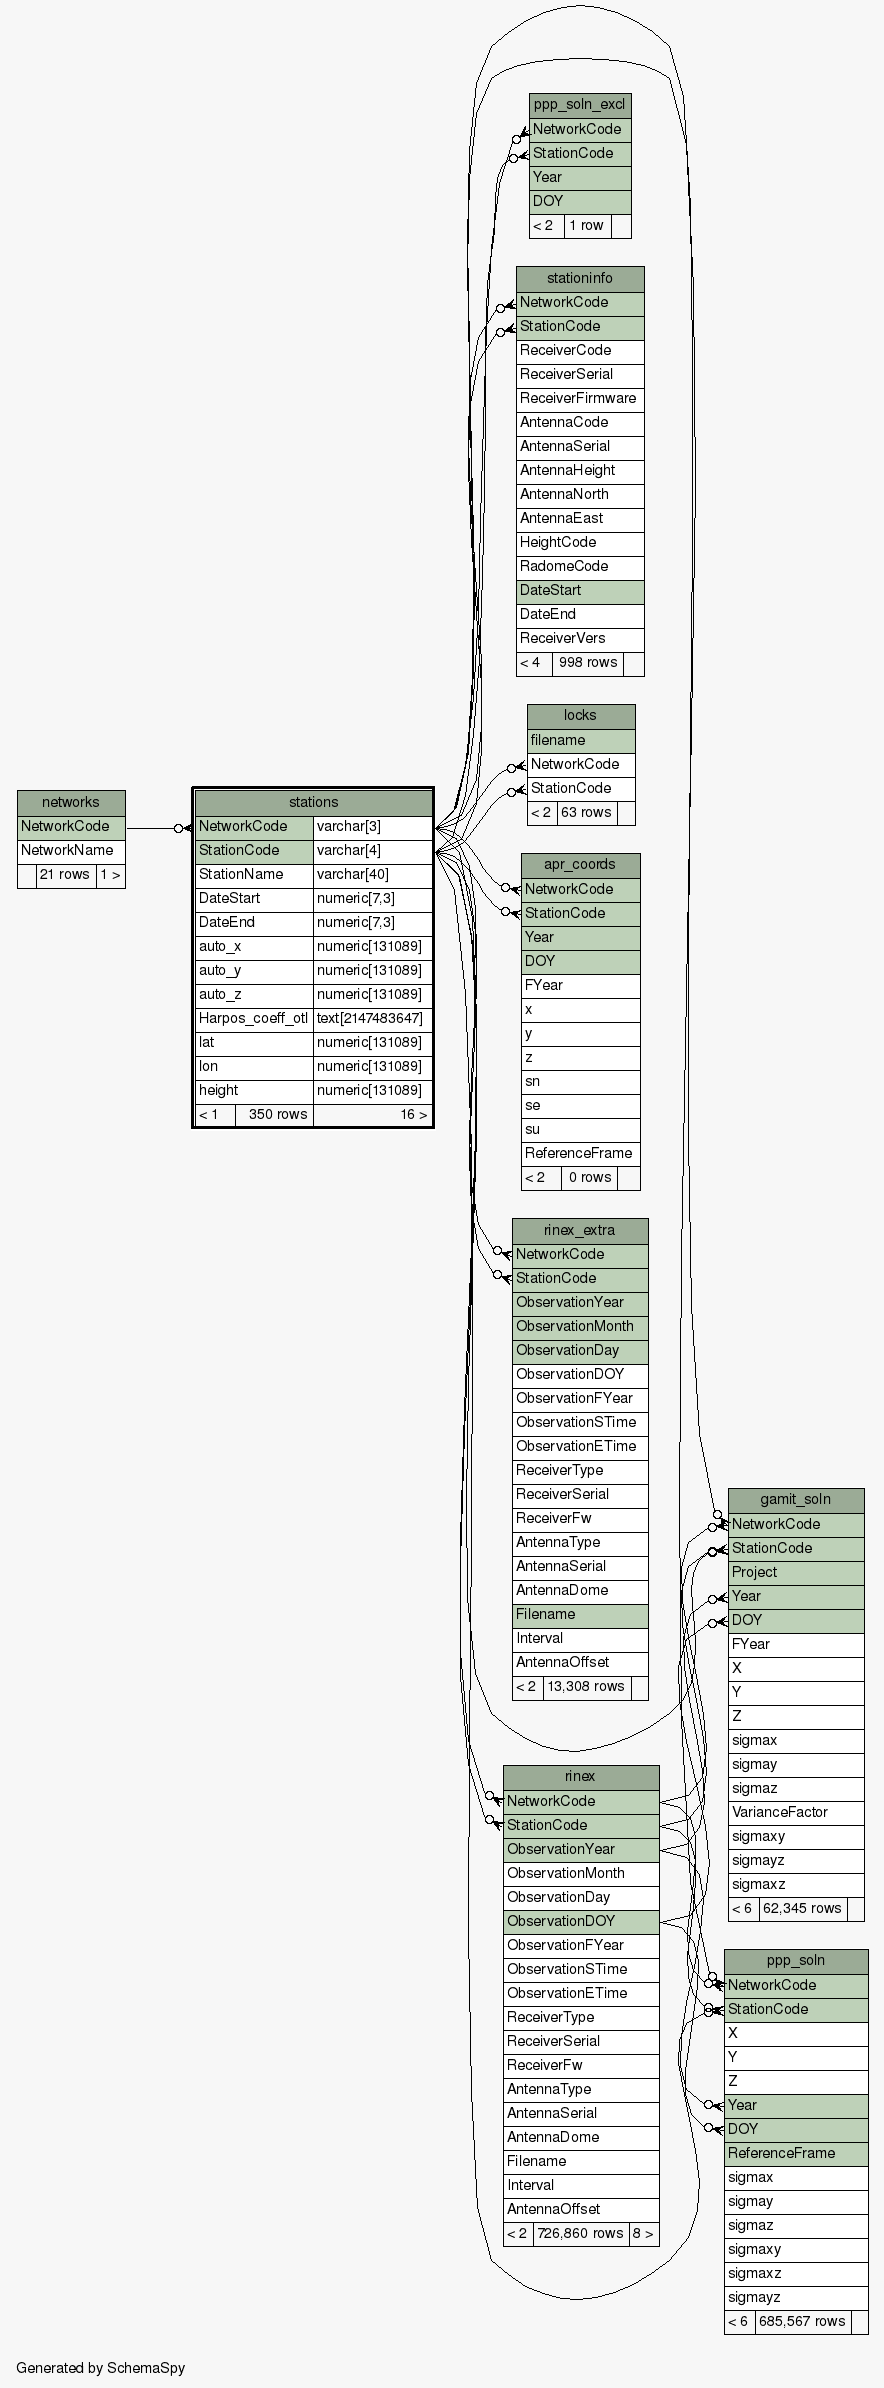 ppp_soln_excl
NetworkCode
StationCode
Year
DOY
< 2 1 row
stationinfo
NetworkCode
StationCode
ReceiverCode
ReceiverSerial
ReceiverFirmware
AntennaCode
AntennaSerial
AntennaHeight
AntennaNorth
AntennaEast
HeightCode
RadomeCode
DateStart
DateEnd
ReceiverVers
< 4 998 rows
locks
filename
NetworkCode
StationCode
< 2 63 rows
networks
NetworkCode
NetworkName
21 rows 1 >
stations
NetworkCode varchar[3]
StationCode varchar[4]
StationName varchar[40]
DateStart numeric[7,3]
DateEnd numeric[7,3]
auto_x numeric[131089]
auto_y numeric[131089]
auto_z numeric[131089]
Harpos_coeff_otl text[2147483647]
lat numeric[131089]
lon numeric[131089]
height numeric[131089]
< 1 350 rows 16 >
apr_coords
NetworkCode
StationCode
Year
DOY
FYear
x
y
z
sn
se
su
ReferenceFrame
< 2 0 rows
rinex_extra
NetworkCode
StationCode
ObservationYear
ObservationMonth
ObservationDay
ObservationDOY
ObservationFYear
ObservationSTime
ObservationETime
ReceiverType
ReceiverSerial
ReceiverFw
AntennaType
AntennaSerial
AntennaDome
Filename
Interval
AntennaOffset
< 2 13,308 rows
gamit_soln
NetworkCode
StationCode
Project
Year
DOY
FYear
X
Y
Z
sigmax
sigmay
sigmaz
VarianceFactor
sigmaxy
sigmayz
sigmaxz
< 6 62,345 rows
rinex
NetworkCode
StationCode
ObservationYear
ObservationMonth
ObservationDay
ObservationDOY
ObservationFYear
ObservationSTime
ObservationETime
ReceiverType
ReceiverSerial
ReceiverFw
AntennaType
AntennaSerial
AntennaDome
Filename
Interval
AntennaOffset
< 2 726,860 rows 8 >
ppp_soln
NetworkCode
StationCode
X
Y
Z
Year
DOY
ReferenceFrame
sigmax
sigmay
sigmaz
sigmaxy
sigmaxz
sigmayz
< 6 685,567 rows
Generated by SchemaSpy